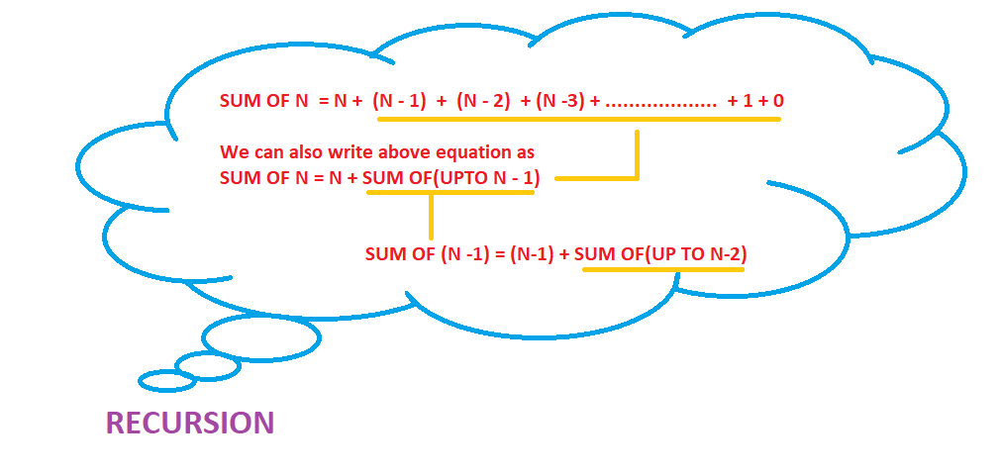 SUM OF N = N + (N - 1) + (N - 2) + (N -3) + ................... + 1 + 0
We can also write above equation as
SUM OF N = N + SUM OF(UPTO N - 1)
SUM OF (N -1) = (N-1) + SUM OF(UP TO N-2)
RECURSION